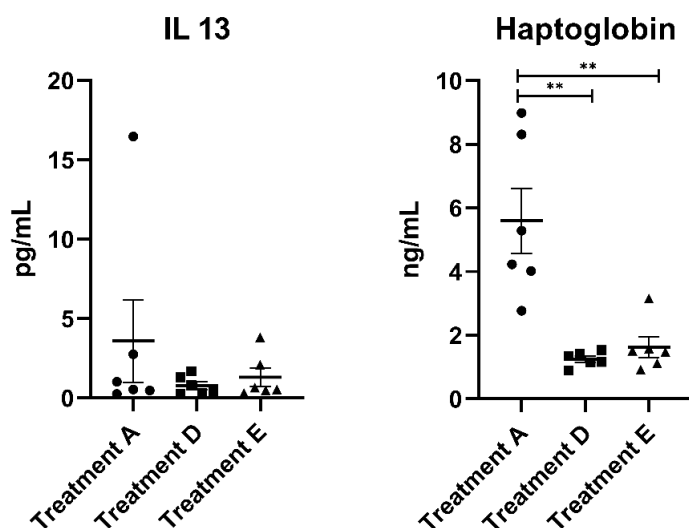 IL 13
20
15
10
5
0
pg/mL
Treatment A
Treatment D
Treatment E
Haptoglobin
**
**
10
8
6
4
2
0
ng/mL
Treatment A
Treatment D
Treatment E